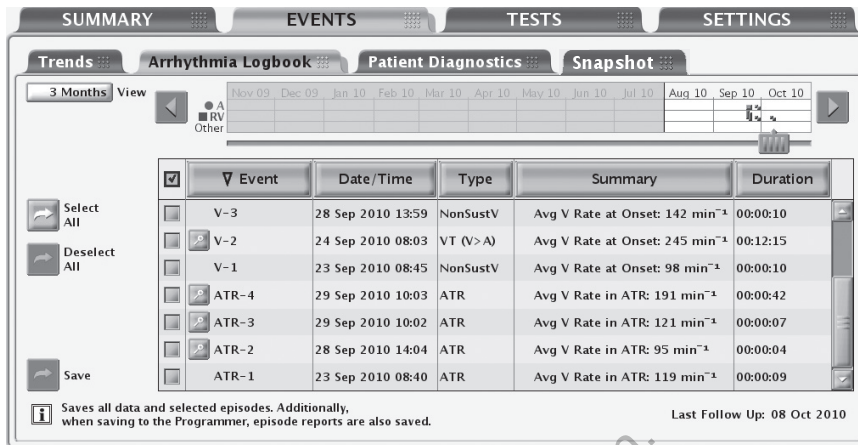 SUMMARY EVENTS TESTS SETTINGS
Trends Arrhythmia Logbook Patient Diagnostics Snapshot
3 Months View
Nov 09 Dec 09 Jan 10 Feb 10 Mar 10 Apr 10 May 10 Jun 10 Jul 10 Aug 10 Sep 10 Oct 10
A
RV
Other
Event Date/Time Type Summary Duration
Select All
Deselect All
V-3 28 Sep 2010 13:59 NonSustV Avg V Rate at Onset: 142 min⁻¹ 00:00:10
V-2 24 Sep 2010 08:03 VT (V>A) Avg V Rate at Onset: 245 min⁻¹ 00:12:15
V-1 23 Sep 2010 08:45 NonSustV Avg V Rate at Onset: 98 min⁻¹ 00:00:10
ATR-4 29 Sep 2010 10:03 ATR Avg V Rate in ATR: 191 min⁻¹ 00:00:42
ATR-3 29 Sep 2010 10:02 ATR Avg V Rate in ATR: 121 min⁻¹ 00:00:07
ATR-2 28 Sep 2010 14:04 ATR Avg V Rate in ATR: 95 min⁻¹ 00:00:04
ATR-1 23 Sep 2010 08:40 ATR Avg V Rate in ATR: 119 min⁻¹ 00:00:09
Save
i Saves all data and selected episodes. Additionally,
when saving to the Programmer, episode reports are also saved.
Last Follow Up: 08 Oct 2010